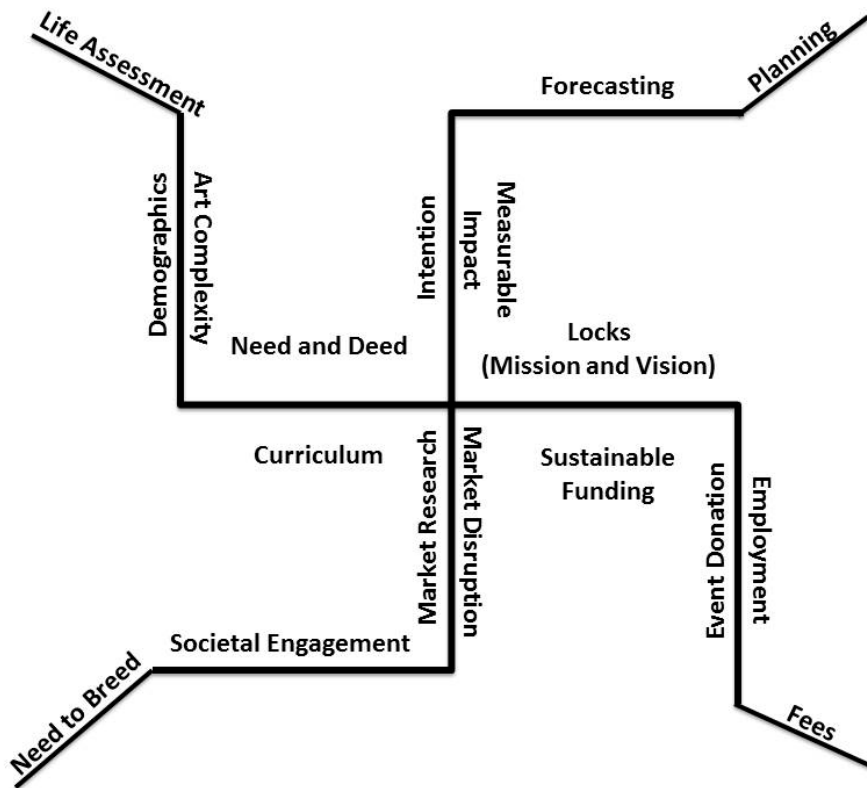 Life Assessment
Forecasting
Planning
Demographics
Art Complexity
Intention
Measurable
Impact
Need and Deed
Locks
(Mission and Vision)
Curriculum
Market Research
Market Disruption
Sustainable
Funding
Event Donation
Employment
Societal Engagement
Need to Breed
Fees